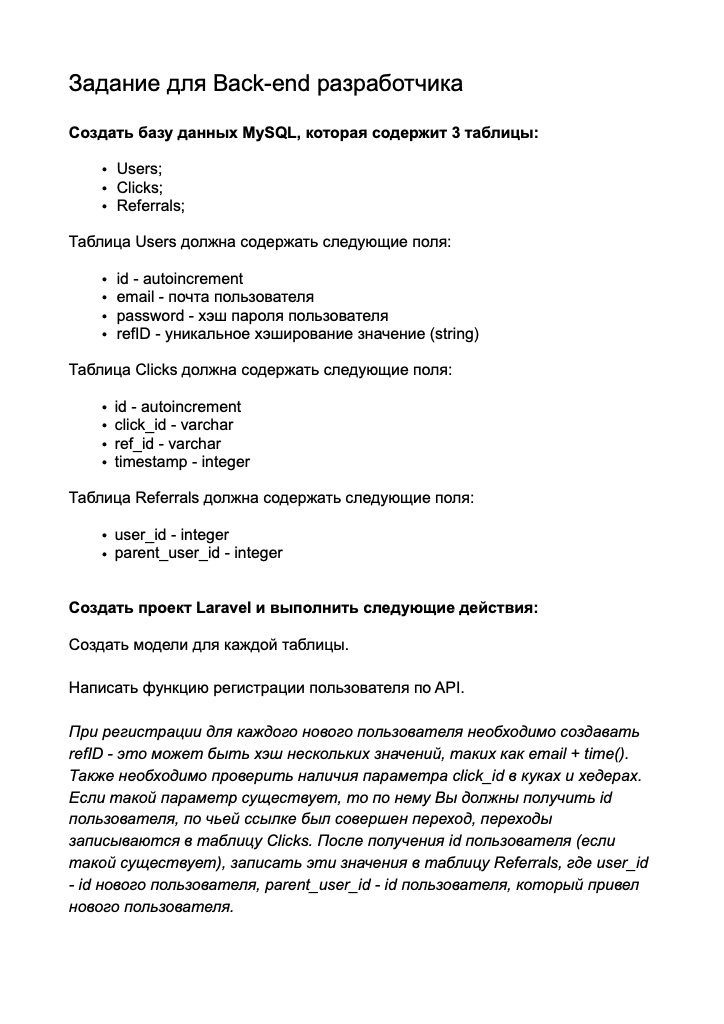 Задание для Back-end разработчика
Создать базу данных MySQL, которая содержит 3 таблицы:
• Users;
• Clicks;
• Referrals;
Таблица Users должна содержать следующие поля:
• id - autoincrement
• email - почта пользователя
• password - хэш пароля пользователя
• refID - уникальное хэширование значение (string)
Таблица Clicks должна содержать следующие поля:
• id - autoincrement
• click_id - varchar
• ref_id - varchar
• timestamp - integer
Таблица Referrals должна содержать следующие поля:
• user_id - integer
• parent_user_id - integer
Создать проект Laravel и выполнить следующие действия:
Создать модели для каждой таблицы.
Написать функцию регистрации пользователя по API.
При регистрации для каждого нового пользователя необходимо создавать
refID - это может быть хэш нескольких значений, таких как email + time().
Также необходимо проверить наличия параметра click_id в куках и хедерах.
Если такой параметр существует, то по нему Вы должны получить id
пользователя, по чьей ссылке был совершен переход, переходы
записываются в таблицу Clicks. После получения id пользователя (если
такой существует), записать эти значения в таблицу Referrals, где user_id
- id нового пользователя, parent_user_id - id пользователя, который привел
нового пользователя.